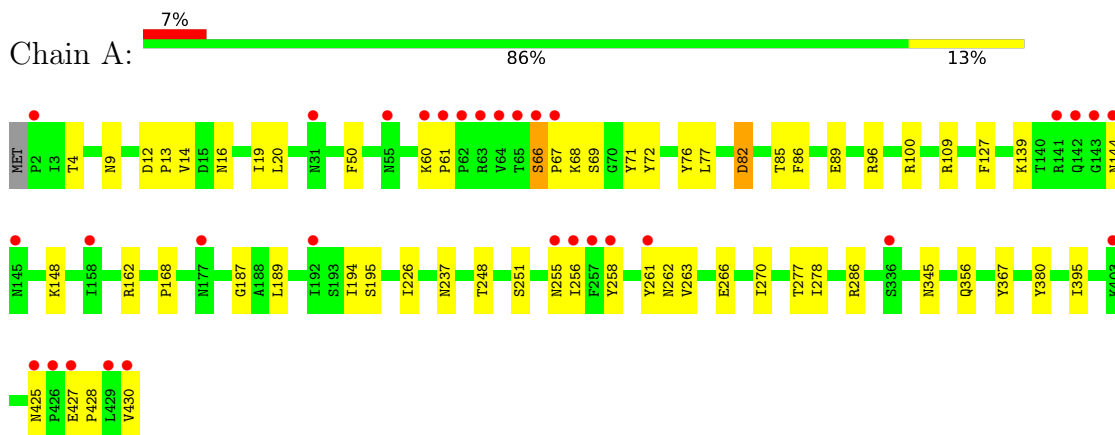 7%
Chain A:
86% 13%
MET P2 I3 T4 N9 D12 P13 V14 D15 N16 I19 L20 N31 F50 N55 K60 P61 P62 R63 V64 T65 S66 P67 K68 S69 G70 Y71 Y72 Y76 L77 D82 T85 F86 E89 R96 R100 R109 F127 K139 T140 R141 Q142 G143 N144
N145 K148 I158 R162 P168 N177 G187 A188 L189 I192 S193 I194 S195 I226 N237 T248 S251 N255 I256 F257 Y258 Y261 N262 V263 E266 I270 T277 I278 R286 S336 N345 Q356 Y367 Y380 I395 K403
N425 P426 E427 P428 L429 V430